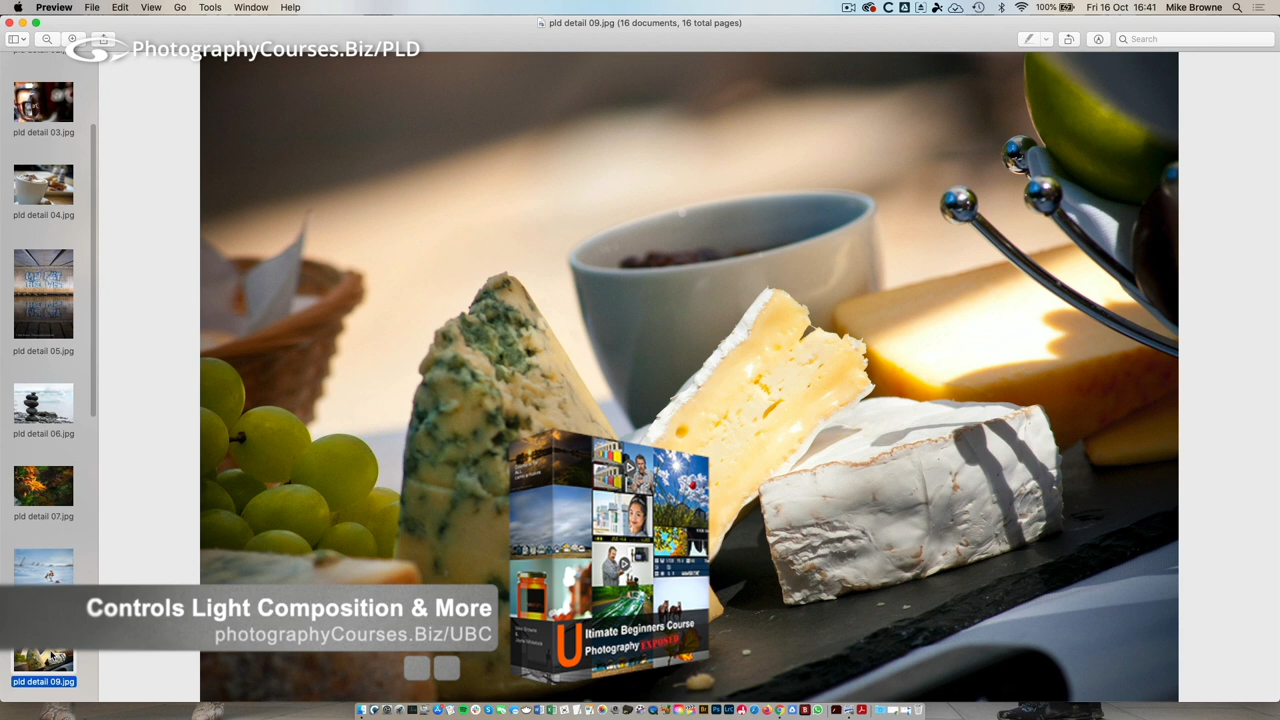 Preview File Edit View Go Tools Window Help
100% Fri 16 Oct 16:41 Mike Browne
pld detail 09.jpg (16 documents, 16 total pages)
PhotographyCourses.Biz/PLD
Search
pld detail 03.jpg
pld detail 04.jpg
pld detail 05.jpg
pld detail 06.jpg
pld detail 07.jpg
Controls Light Composition & More
photographyCourses.Biz/UBC
Ultimate Beginners Course
Photography EXPOSED
pld detail 09.jpg